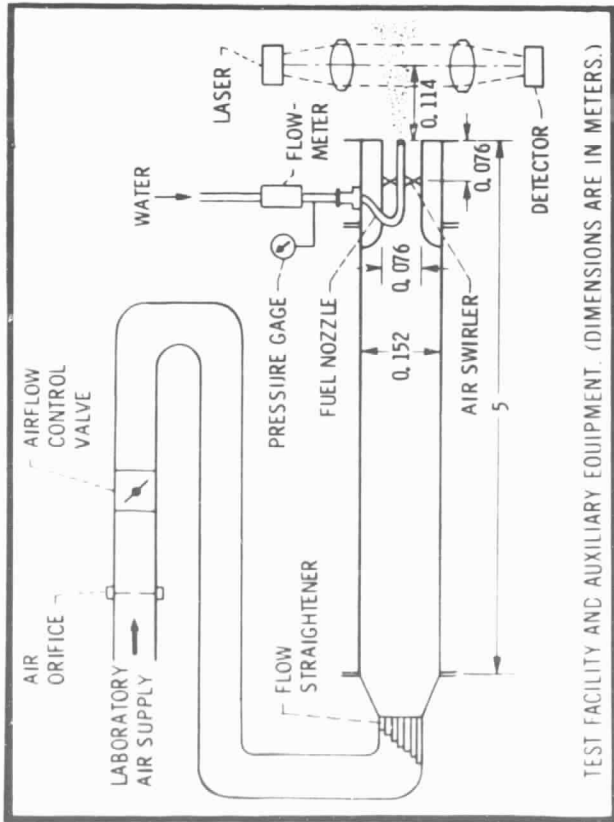 AIR
ORIFICE
AIRFLOW
CONTROL
VALVE
LABORATORY
AIR SUPPLY
FLOW
STRAIGHTENER
WATER
FLOW-
METER
LASER
PRESSURE GAGE
FUEL NOZZLE
AIR SWIRLER
0.152
0.076
0.114
0.076
5
DETECTOR
TEST FACILITY AND AUXILIARY EQUIPMENT. (DIMENSIONS ARE IN METERS.)